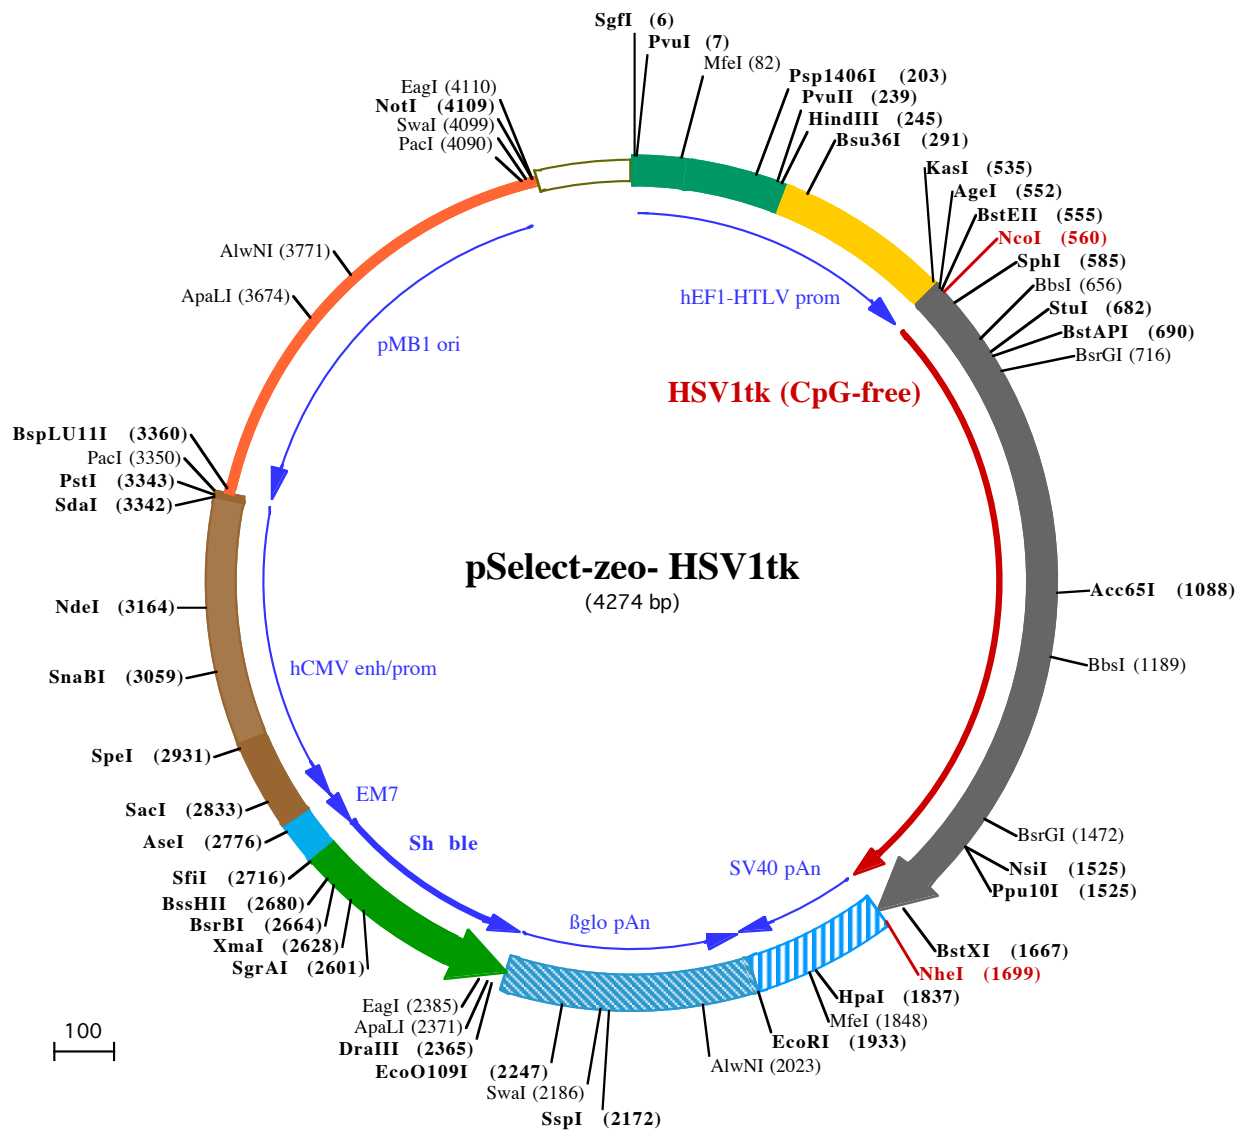 SgfI (6)
PvuI (7)
MfeI (82)
Psp1406I (203)
PvuII (239)
HindIII (245)
Bsu36I (291)
KasI (535)
AgeI (552)
BstEII (555)
NcoI (560)
SphI (585)
BbsI (656)
StuI (682)
BstAPI (690)
BsrGI (716)
Acc65I (1088)
BbsI (1189)
BsrGI (1472)
NsiI (1525)
Ppu10I (1525)
BstXI (1667)
NheI (1699)
HpaI (1837)
MfeI (1848)
EcoRI (1933)
AlwNI (2023)
SspI (2172)
SwaI (2186)
EcoO109I (2247)
DraIII (2365)
ApaLI (2371)
EagI (2385)
SgrAI (2601)
XmaI (2628)
BsrBI (2664)
BssHII (2680)
SfiI (2716)
AseI (2776)
SacI (2833)
SpeI (2931)
SnaBI (3059)
NdeI (3164)
SdaI (3342)
PstI (3343)
PacI (3350)
BspLU11I (3360)
ApaLI (3674)
AlwNI (3771)
PacI (4090)
SwaI (4099)
NotI (4109)
EagI (4110)
hEF1-HTLV prom
HSV1tk (CpG-free)
SV40 pAn
ßglo pAn
Sh ble
EM7
hCMV enh/prom
pMB1 ori
pSelect-zeo- HSV1tk
(4274 bp)
100